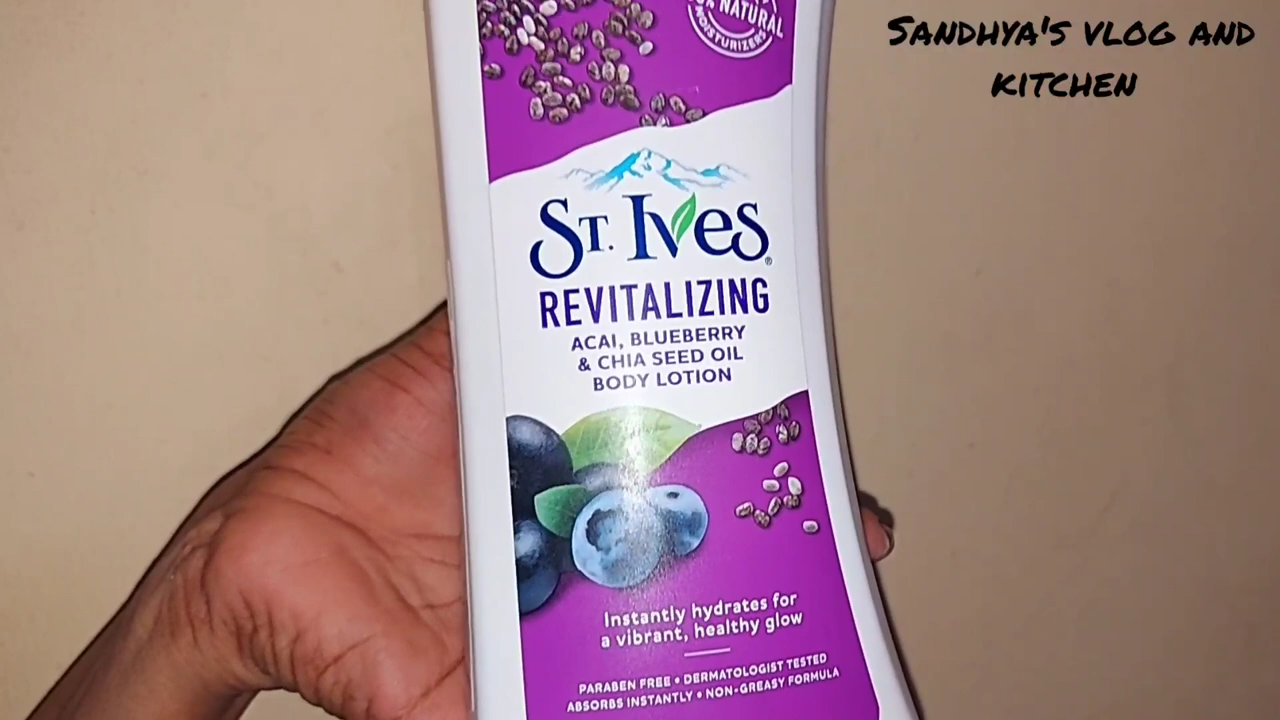 Sandhya's vlog and
kitchen
NATURAL
MOISTURIZERS
St. Ives®
REVITALIZING
ACAI, BLUEBERRY
& CHIA SEED OIL
BODY LOTION
Instantly hydrates for
a vibrant, healthy glow
PARABEN FREE • DERMATOLOGIST TESTED
ABSORBS INSTANTLY • NON-GREASY FORMULA